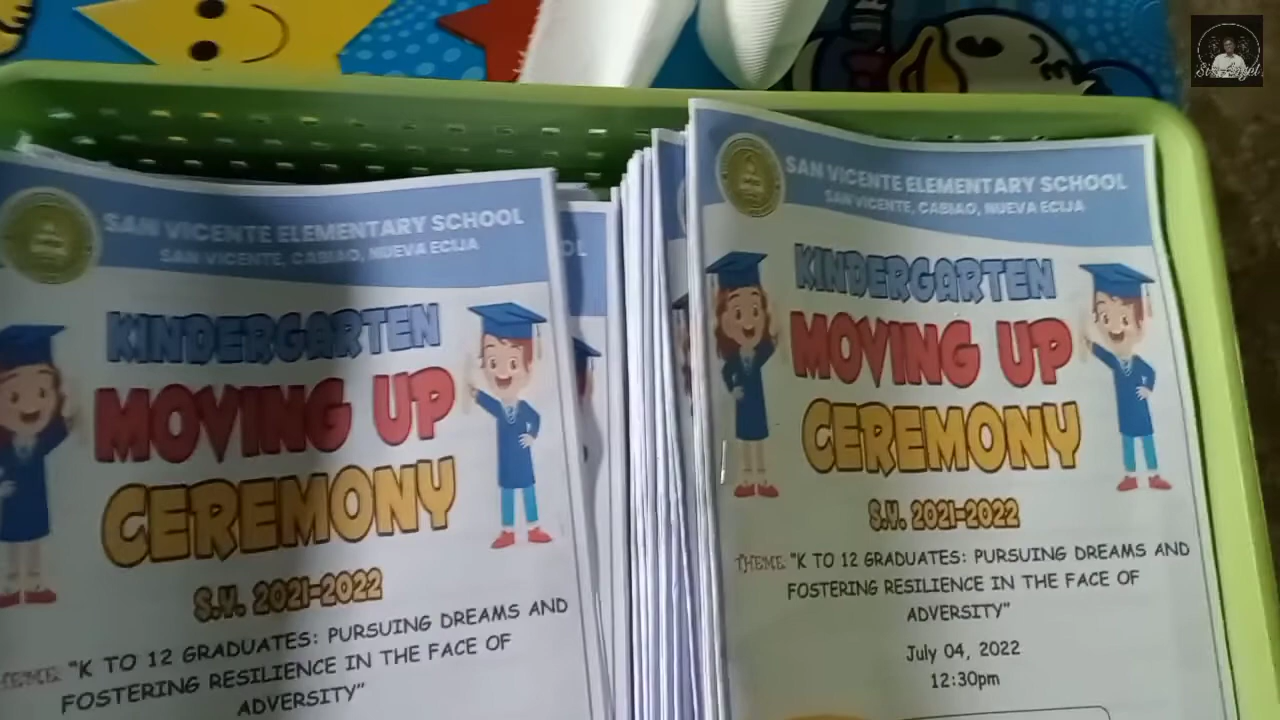 SAN VICENTE ELEMENTARY SCHOOL
SAN VICENTE, CABIAO, NUEVA ECIJA
KINDERGARTEN
MOVING UP
CEREMONY
S.Y. 2021-2022
THEME: "K TO 12 GRADUATES: PURSUING DREAMS AND
FOSTERING RESILIENCE IN THE FACE OF
ADVERSITY"
OL
SAN VICENTE ELEMENTARY SCHOOL
SAN VICENTE, CABIAO, NUEVA ECIJA
KINDERGARTEN
MOVING UP
CEREMONY
S.Y. 2021-2022
THEME: "K TO 12 GRADUATES: PURSUING DREAMS AND
FOSTERING RESILIENCE IN THE FACE OF
ADVERSITY"
July 04, 2022
12:30pm